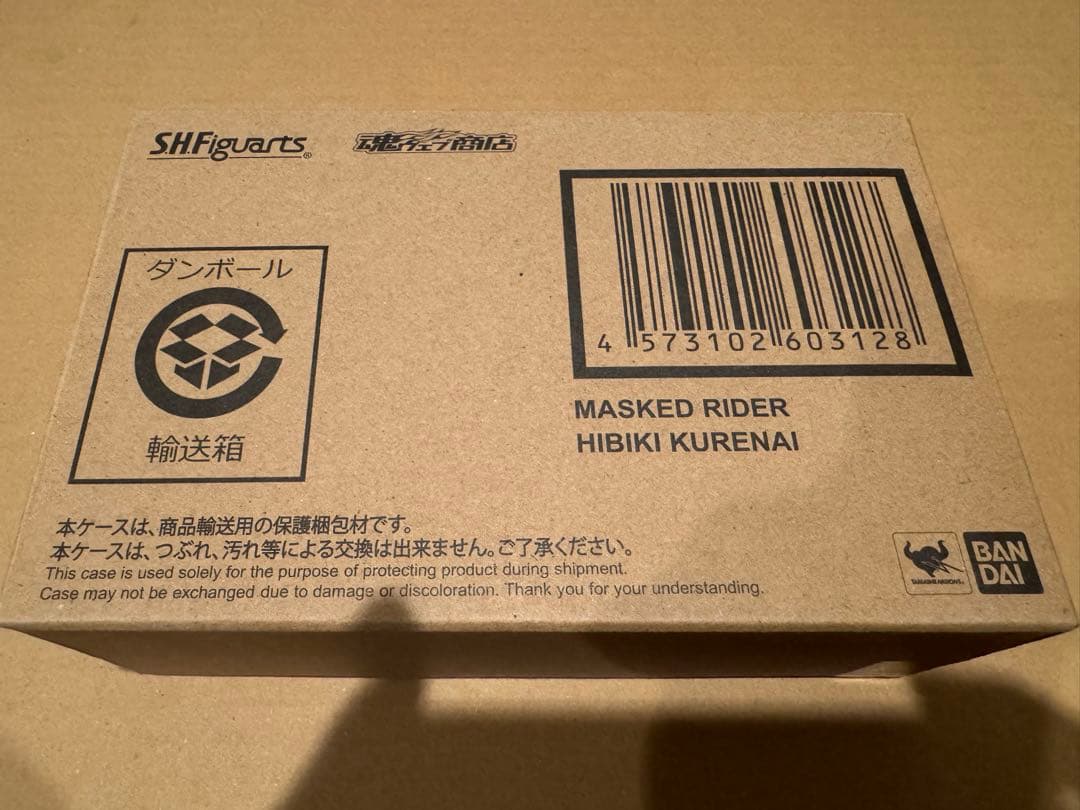 S.H.Figuarts®
魂ウェブ商店
ダンボール
輸送箱
4 573102 603128
MASKED RIDER
HIBIKI KURENAI
本ケースは、商品輸送用の保護梱包材です。
本ケースは、つぶれ、汚れ等による交換は出来ません。ご了承ください。
This case is used solely for the purpose of protecting product during shipment.
Case may not be exchanged due to damage or discoloration. Thank you for your understanding.
TAMASHII NATIONS
BAN
DAI